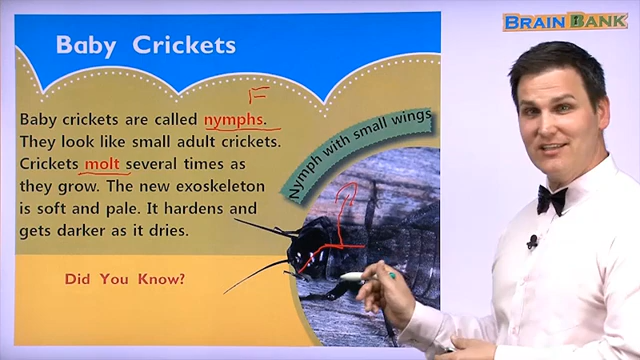 BRAIN BANK
Baby Crickets
F
Baby crickets are called nymphs.
They look like small adult crickets.
Crickets molt several times as
they grow. The new exoskeleton
is soft and pale. It hardens and
gets darker as it dries.
Nymph with small wings
Did You Know?